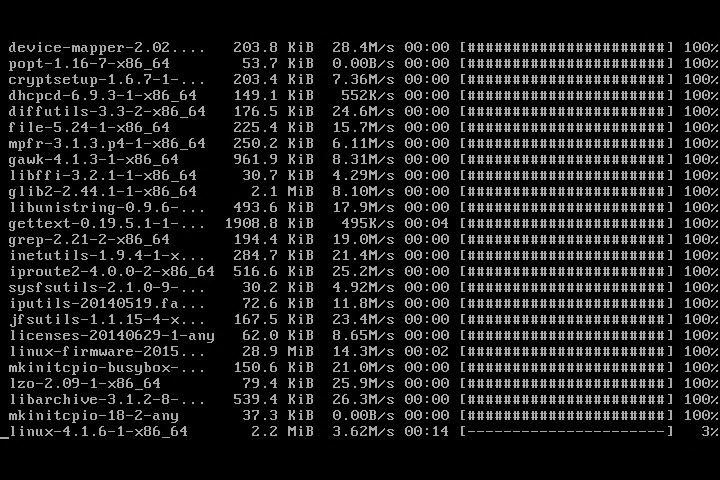 device-mapper-2.02.... 203.8 KiB 28.4M/s 00:00 [######################] 100%
popt-1.16-7-x86_64 53.7 KiB 0.00B/s 00:00 [######################] 100%
cryptsetup-1.6.7-1-... 203.4 KiB 7.36M/s 00:00 [######################] 100%
dhcpcd-6.9.3-1-x86_64 149.1 KiB 552K/s 00:00 [######################] 100%
diffutils-3.3-2-x86_64 176.5 KiB 24.6M/s 00:00 [######################] 100%
file-5.24-1-x86_64 225.4 KiB 15.7M/s 00:00 [######################] 100%
mpfr-3.1.3.p4-1-x86_64 250.2 KiB 6.11M/s 00:00 [######################] 100%
gawk-4.1.3-1-x86_64 961.9 KiB 8.31M/s 00:00 [######################] 100%
libffi-3.2.1-1-x86_64 30.7 KiB 4.29M/s 00:00 [######################] 100%
glib2-2.44.1-1-x86_64 2.1 MiB 8.10M/s 00:00 [######################] 100%
libunistring-0.9.6-... 493.6 KiB 17.9M/s 00:00 [######################] 100%
gettext-0.19.5.1-1-... 1908.8 KiB 495K/s 00:04 [######################] 100%
grep-2.21-2-x86_64 194.4 KiB 19.0M/s 00:00 [######################] 100%
inetutils-1.9.4-1-x... 284.7 KiB 21.4M/s 00:00 [######################] 100%
iproute2-4.0.0-2-x86_64 516.6 KiB 25.2M/s 00:00 [######################] 100%
sysfsutils-2.1.0-9-... 30.2 KiB 4.92M/s 00:00 [######################] 100%
iputils-20140519.fa... 72.6 KiB 11.8M/s 00:00 [######################] 100%
jfsutils-1.1.15-4-x... 167.5 KiB 23.4M/s 00:00 [######################] 100%
licenses-20140629-1-any 62.0 KiB 8.65M/s 00:00 [######################] 100%
linux-firmware-2015... 28.9 MiB 14.3M/s 00:02 [######################] 100%
mkinitcpio-busybox-... 150.6 KiB 21.0M/s 00:00 [######################] 100%
lzo-2.09-1-x86_64 79.4 KiB 25.9M/s 00:00 [######################] 100%
libarchive-3.1.2-8-... 539.4 KiB 26.3M/s 00:00 [######################] 100%
mkinitcpio-18-2-any 37.3 KiB 0.00B/s 00:00 [######################] 100%
_linux-4.1.6-1-x86_64 2.2 MiB 3.62M/s 00:14 [----------------------] 3%